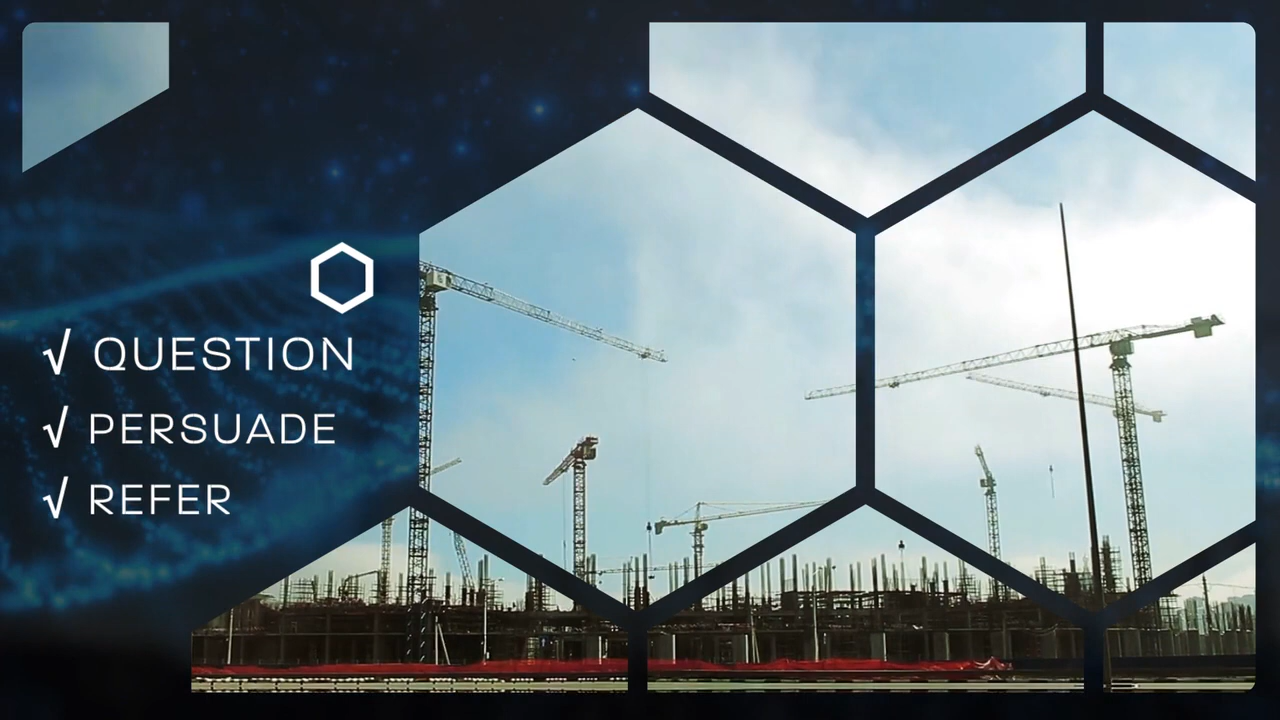 √ QUESTION
√ PERSUADE
√ REFER